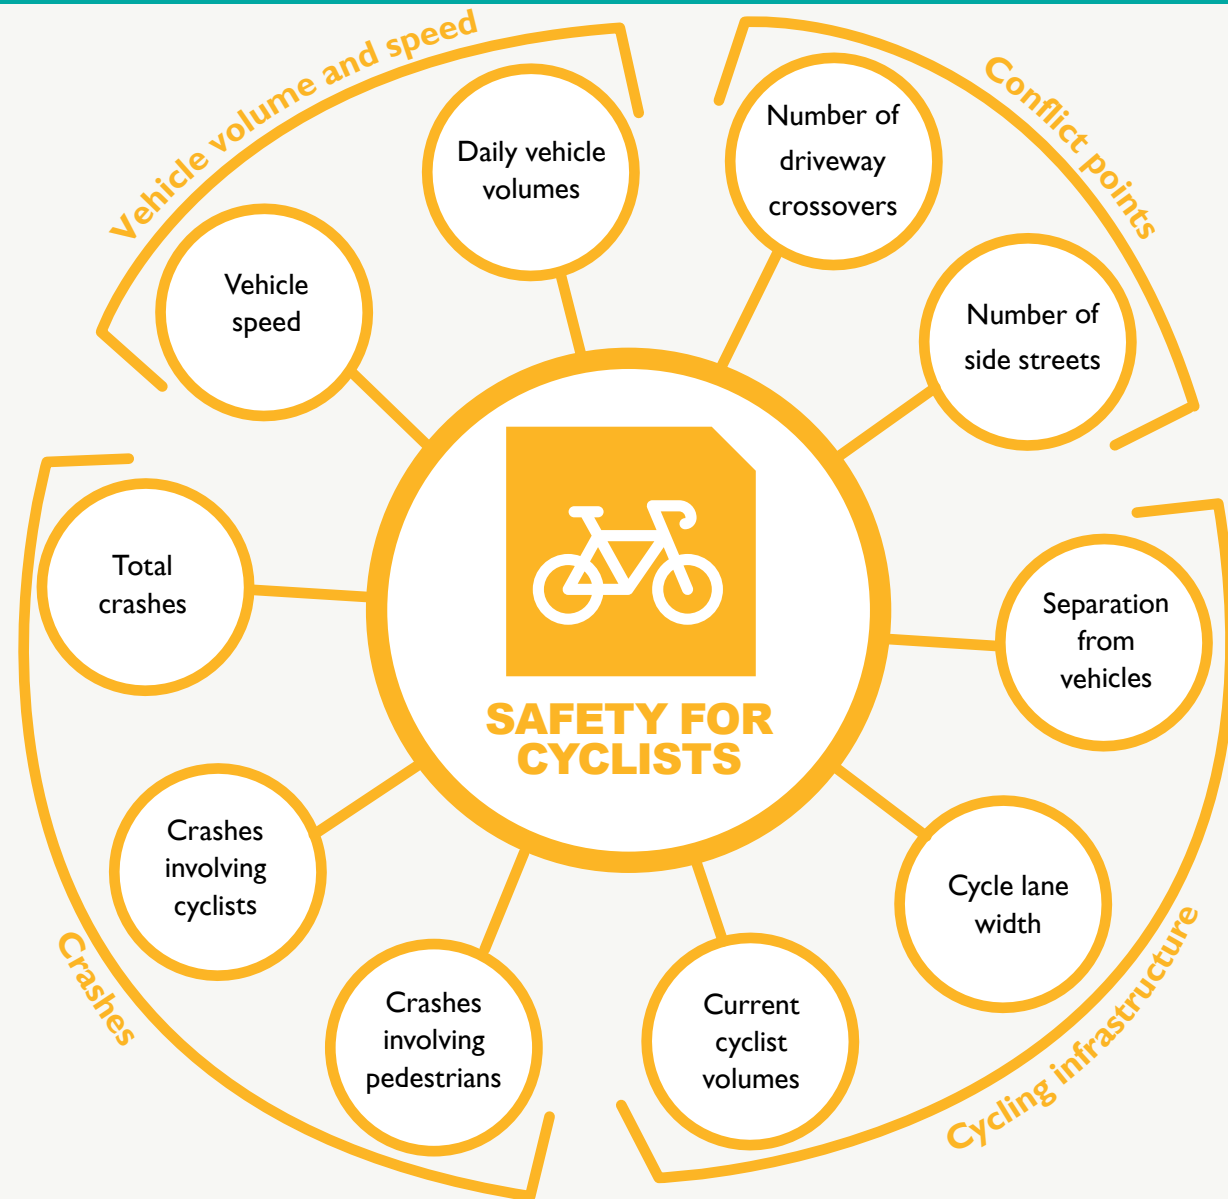 Vehicle volume and speed
Daily vehicle
volumes
Vehicle
speed
Conflict points
Number of
driveway
crossovers
Number of
side streets
SAFETY FOR
CYCLISTS
Cycling infrastructure
Separation
from
vehicles
Cycle lane
width
Current
cyclist
volumes
Crashes
Total
crashes
Crashes
involving
cyclists
Crashes
involving
pedestrians